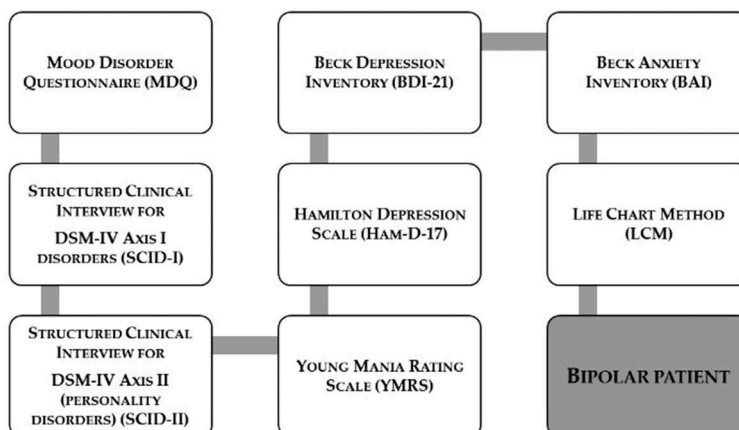 MOOD DISORDER
QUESTIONNAIRE (MDQ)
STRUCTURED CLINICAL
INTERVIEW FOR
DSM-IV AXIS I
DISORDERS (SCID-I)
STRUCTURED CLINICAL
INTERVIEW FOR
DSM-IV AXIS II
(PERSONALITY
DISORDERS) (SCID-II)
YOUNG MANIA RATING
SCALE (YMRS)
HAMILTON DEPRESSION
SCALE (HAM-D-17)
BECK DEPRESSION
INVENTORY (BDI-21)
BECK ANXIETY
INVENTORY (BAI)
LIFE CHART METHOD
(LCM)
BIPOLAR PATIENT